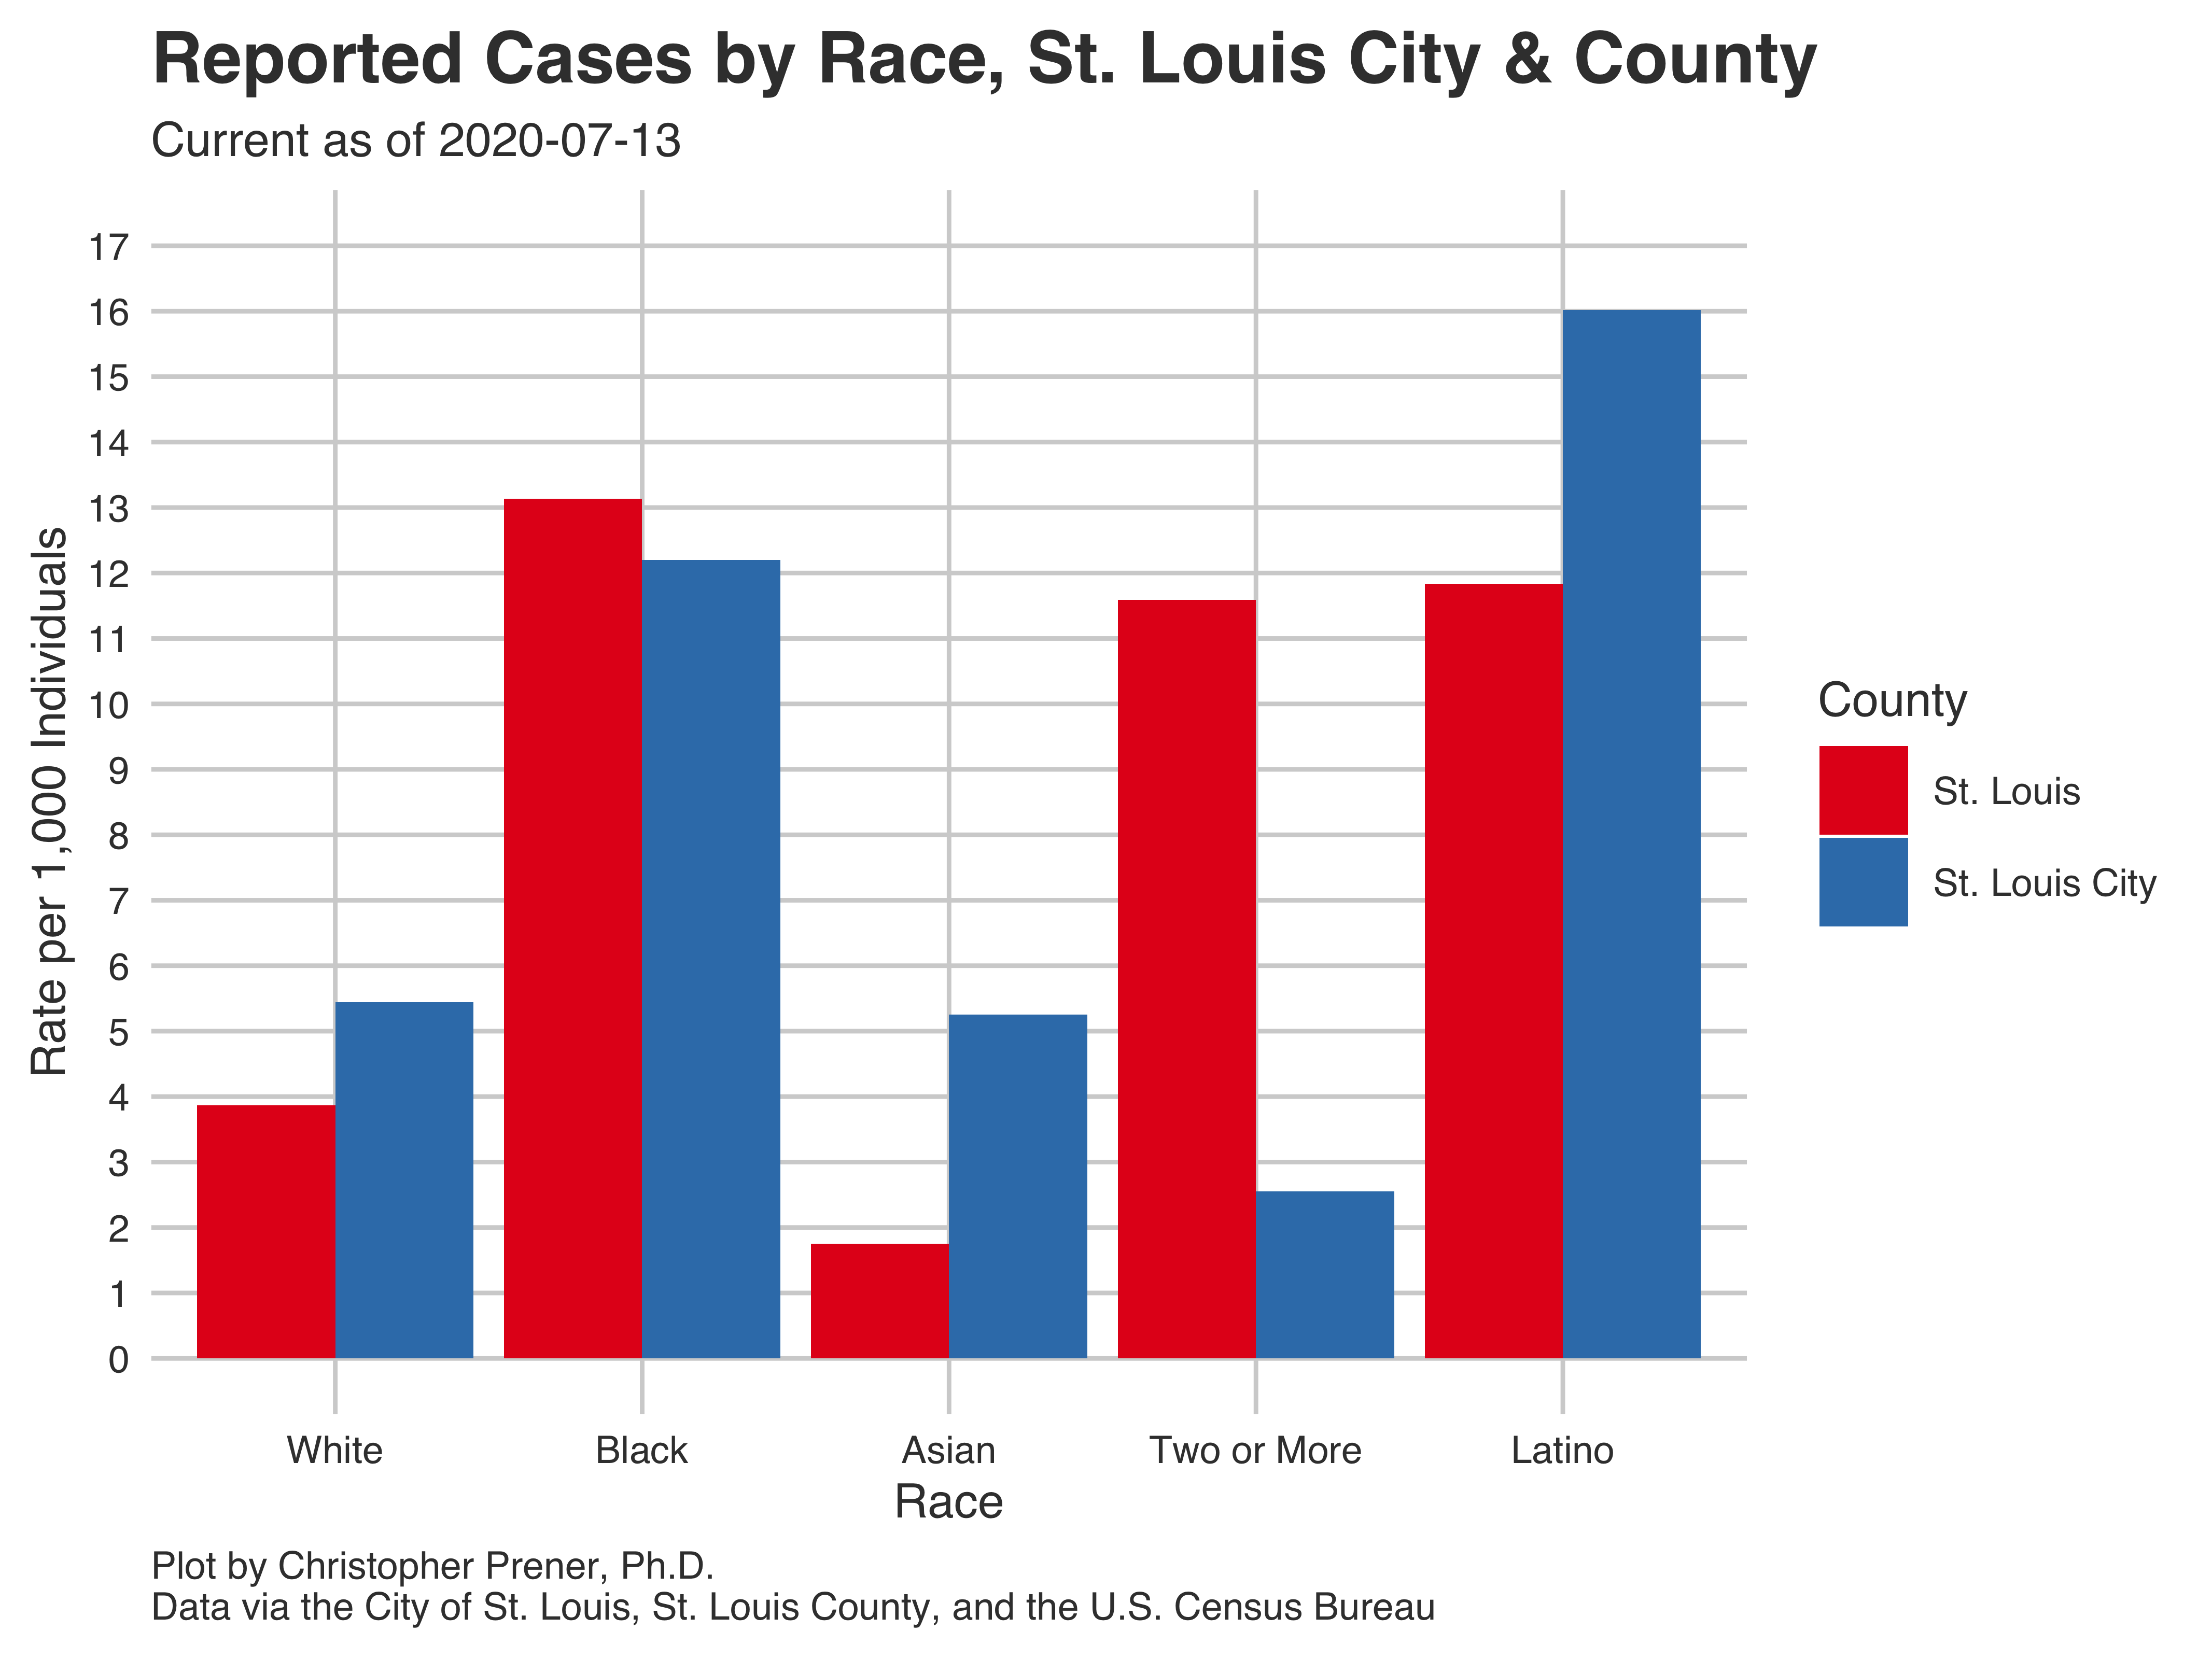 Reported Cases by Race, St. Louis City & County
Current as of 2020-07-13
Rate per 1,000 Individuals
17
16
15
14
13
12
11
10
9
8
7
6
5
4
3
2
1
0
White
Black
Asian
Two or More
Latino
Race
County
St. Louis
St. Louis City
Plot by Christopher Prener, Ph.D.
Data via the City of St. Louis, St. Louis County, and the U.S. Census Bureau